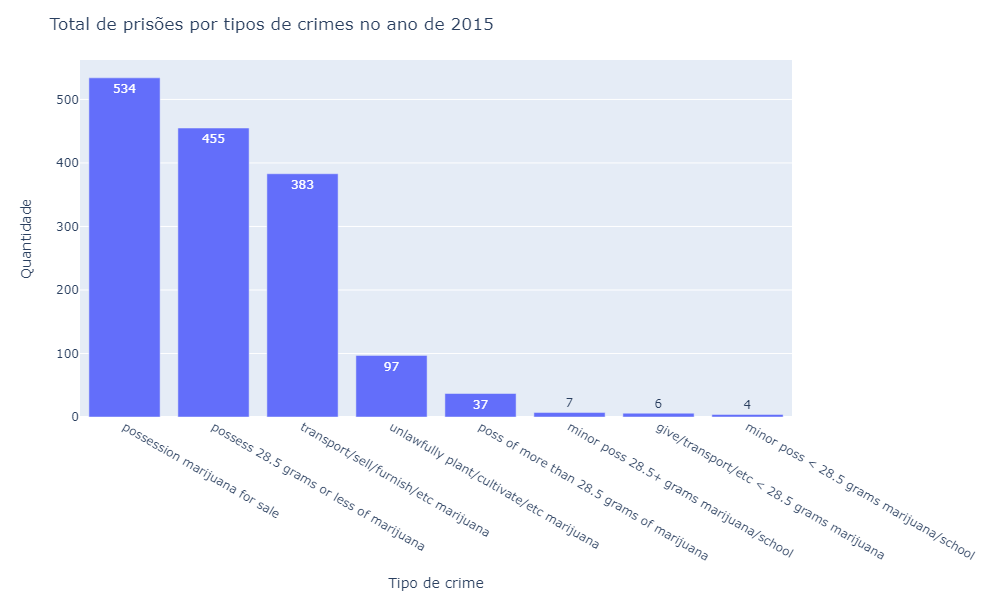 Total de prisões por tipos de crimes no ano de 2015
Quantidade
500
400
300
200
100
0
534
455
383
97
37
7
6
4
possession marijuana for sale
possess 28.5 grams or less of marijuana
transport/sell/furnish/etc marijuana
unlawfully plant/cultivate/etc marijuana
poss of more than 28.5 grams of marijuana
minor poss 28.5+ grams marijuana/school
give/transport/etc < 28.5 grams marijuana
minor poss < 28.5 grams marijuana/school
Tipo de crime